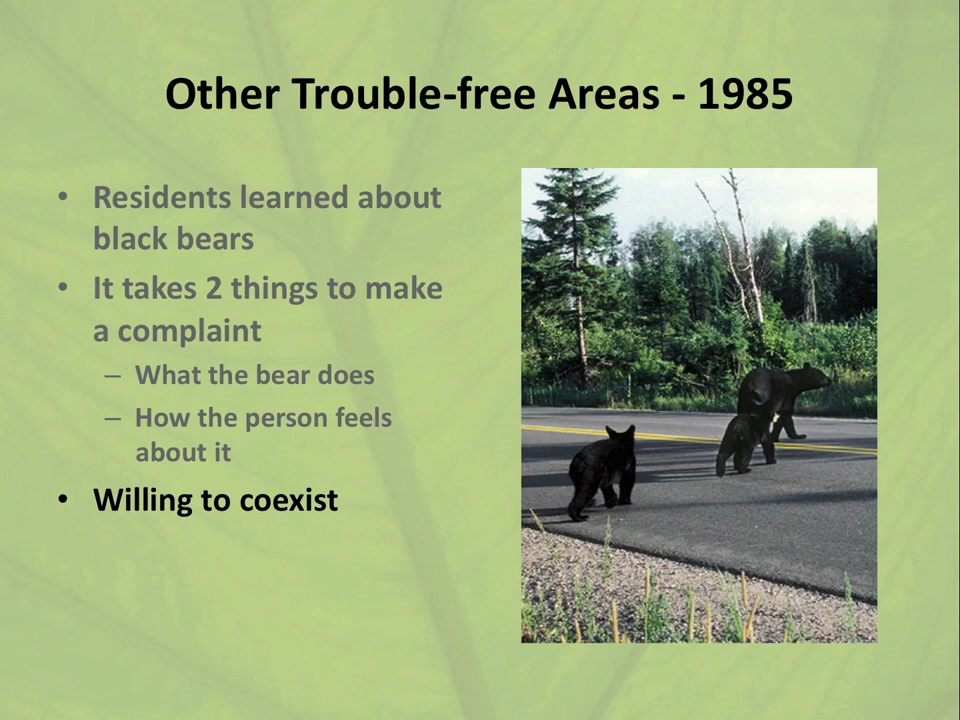 Other Trouble-free Areas - 1985
• Residents learned about
black bears
• It takes 2 things to make
a complaint
– What the bear does
– How the person feels
about it
• Willing to coexist